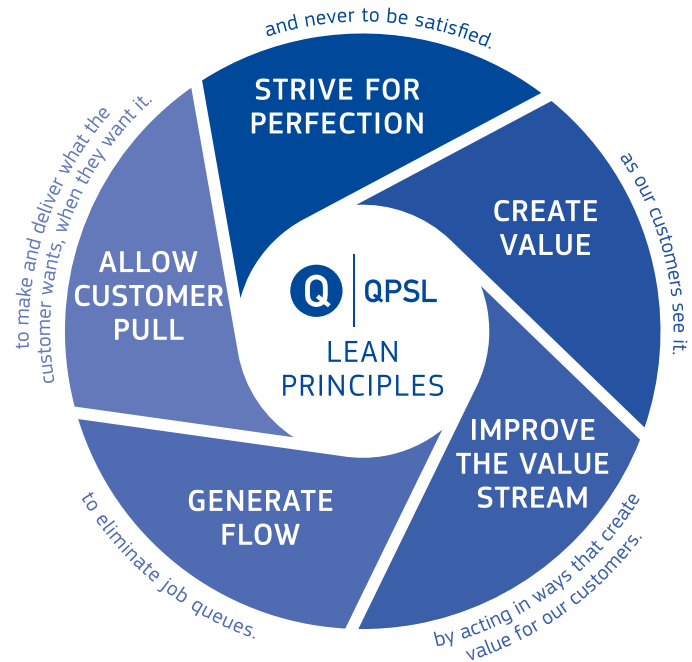 and never to be satisfied.
STRIVE FOR
PERFECTION
CREATE
VALUE
as our customers see it.
IMPROVE
THE VALUE
STREAM
by acting in ways that create
value for our customers.
GENERATE
FLOW
to eliminate job queues.
ALLOW
CUSTOMER
PULL
to make and deliver what the
customer wants, when they want it.
Q QPSL
LEAN
PRINCIPLES